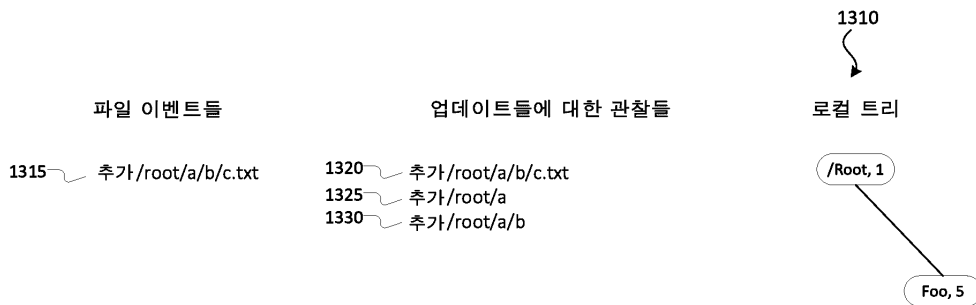 1310
파일 이벤트들
업데이트들에 대한 관찰들
로컬 트리
1315 추가/root/a/b/c.txt
1320 추가/root/a/b/c.txt
1325 추가/root/a
1330 추가/root/a/b
/Root, 1
Foo, 5